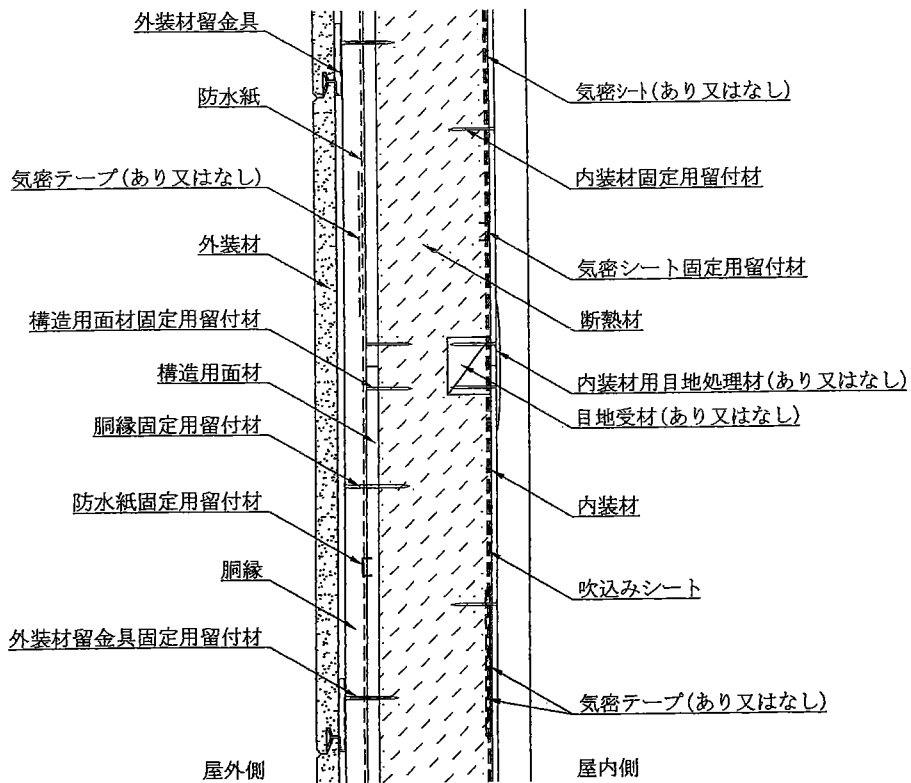 外装材留金具
防水紙
気密テープ(あり又はなし)
外装材
構造用面材固定用留付材
構造用面材
胴縁固定用留付材
防水紙固定用留付材
胴縁
外装材留金具固定用留付材
屋外側
気密シート(あり又はなし)
内装材固定用留付材
気密シート固定用留付材
断熱材
内装材用目地処理材(あり又はなし)
目地受材(あり又はなし)
内装材
吹込みシート
気密テープ(あり又はなし)
屋内側